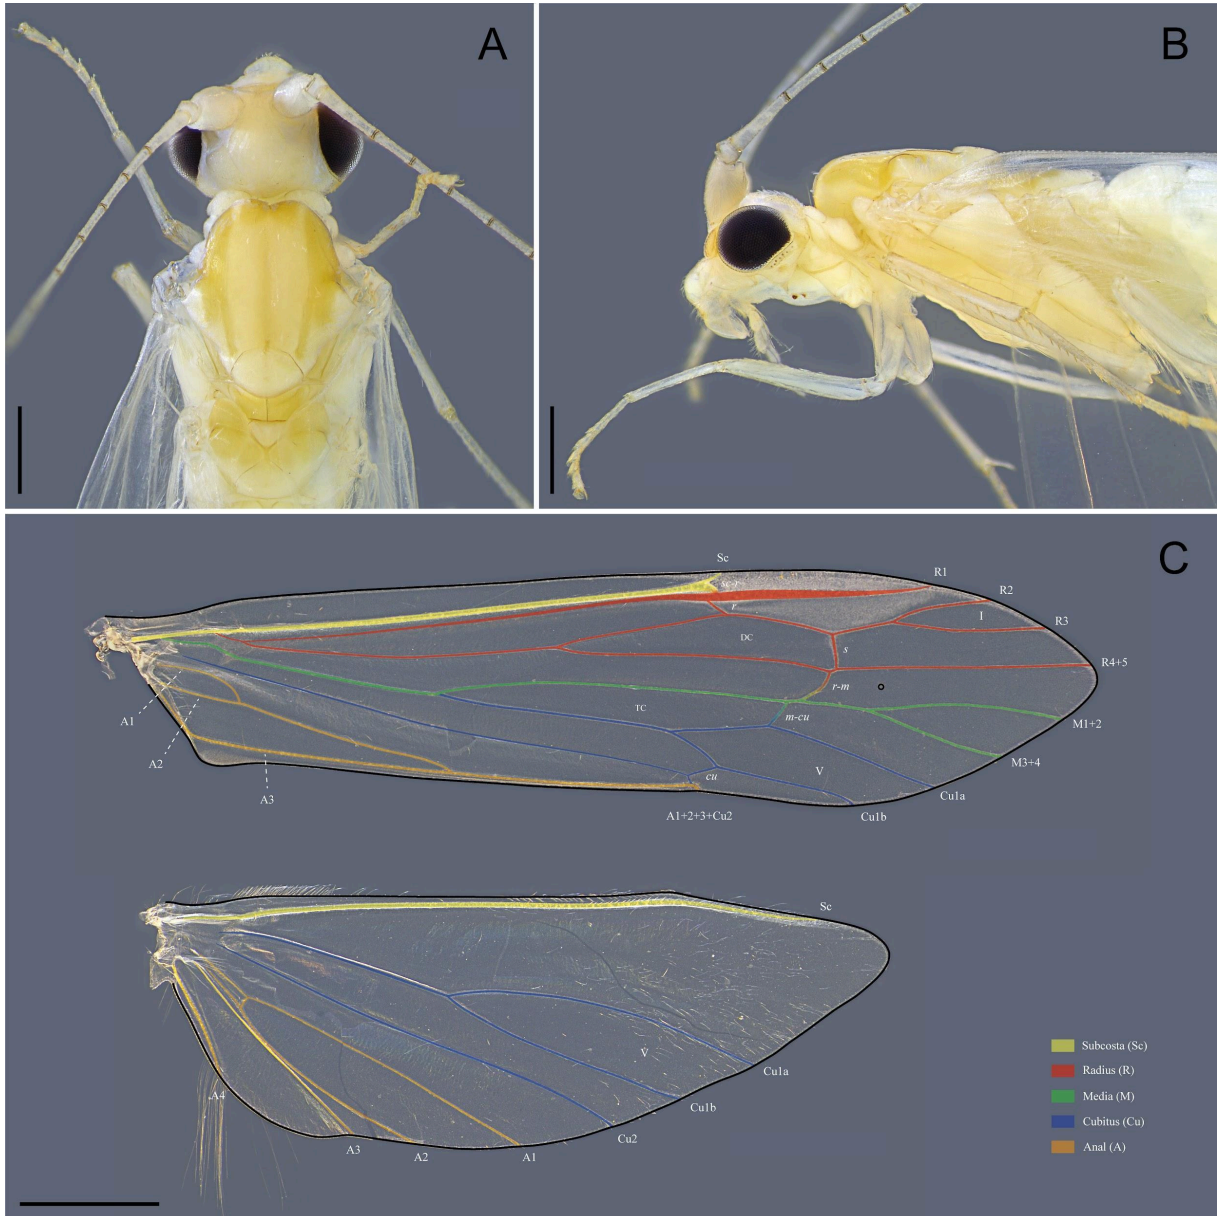 A
B
C
Sc
sc-r
R1
R2
r
I
R3
DC
s
R4+5
r-m
A1
TC
m-cu
M1+2
A2
V
M3+4
cu
A3
Cu1a
A1+2+3+Cu2
Cu1b
Sc
V
Cu1a
A4
Cu1b
Cu2
A3
A2
A1
Subcosta (Sc)
Radius (R)
Media (M)
Cubitus (Cu)
Anal (A)